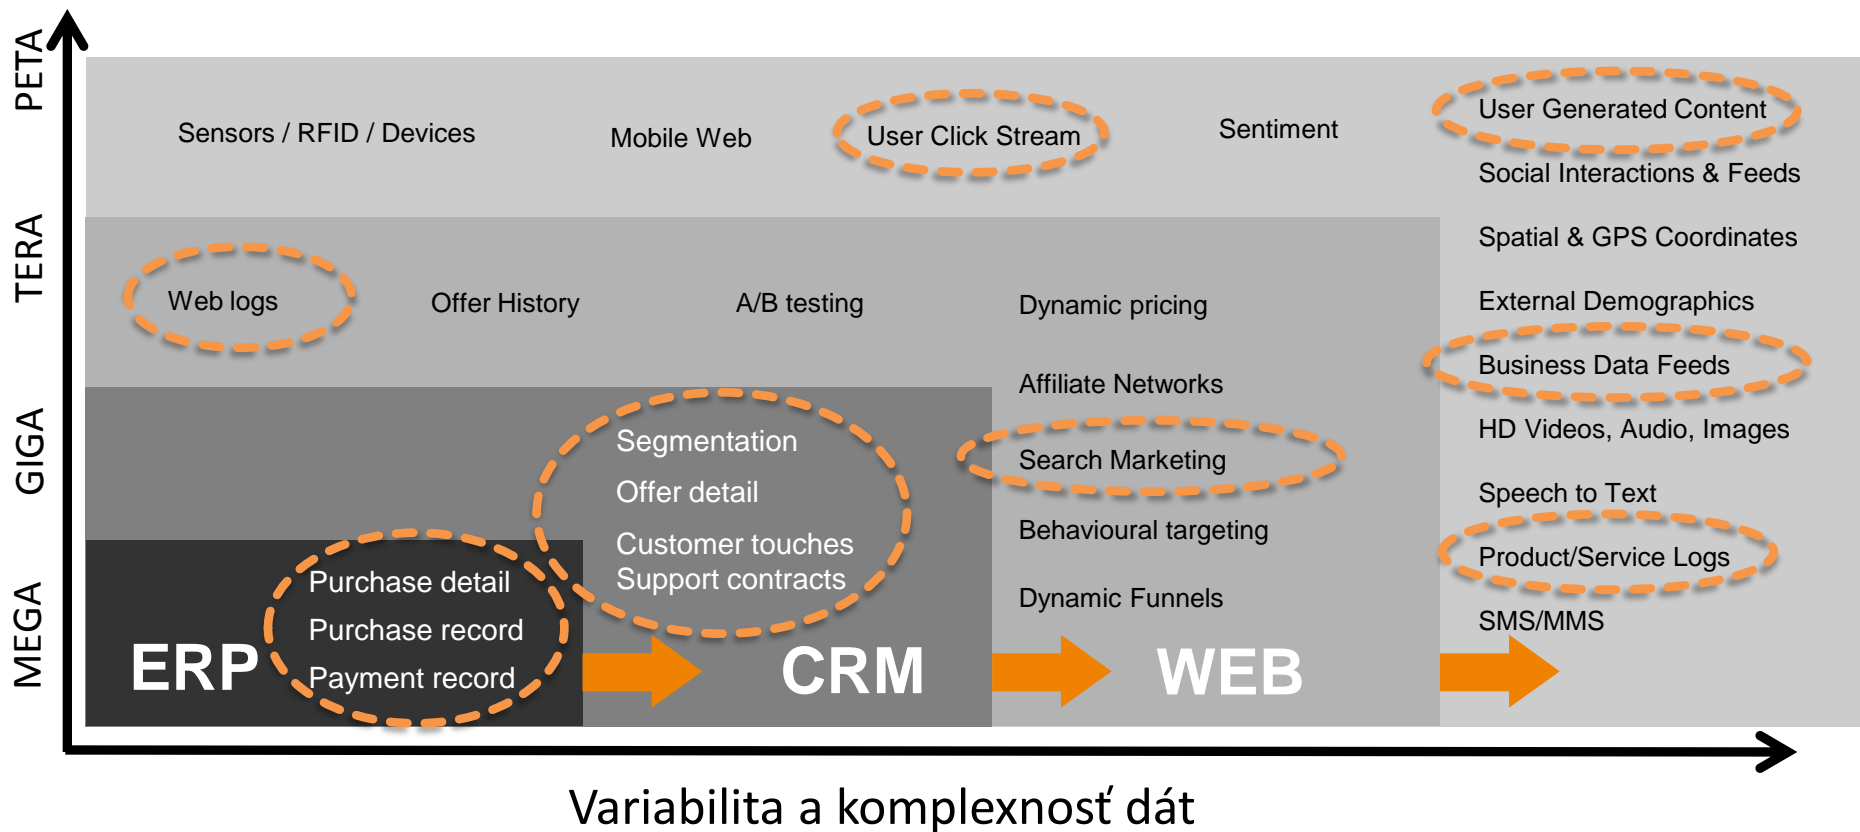 PETA
TERA
GIGA
MEGA
Sensors / RFID / Devices
Mobile Web
User Click Stream
Sentiment
User Generated Content
Social Interactions & Feeds
Spatial & GPS Coordinates
External Demographics
Business Data Feeds
HD Videos, Audio, Images
Speech to Text
Product/Service Logs
SMS/MMS
Web logs
Offer History
A/B testing
Dynamic pricing
Affiliate Networks
Search Marketing
Behavioural targeting
Dynamic Funnels
WEB
Segmentation
Offer detail
Customer touches
Support contracts
CRM
Purchase detail
Purchase record
Payment record
ERP
Variabilita a komplexnosť dát